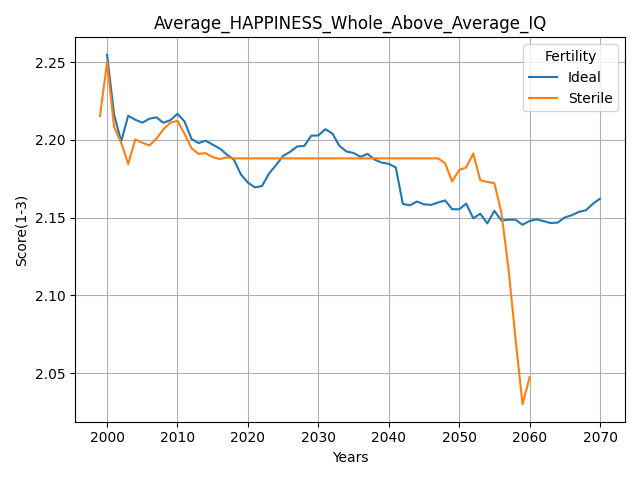 Average_HAPPINESS_Whole_Above_Average_IQ
Fertility
Ideal
Sterile
Score(1-3)
2.25
2.20
2.15
2.10
2.05
2000 2010 2020 2030 2040 2050 2060 2070
Years